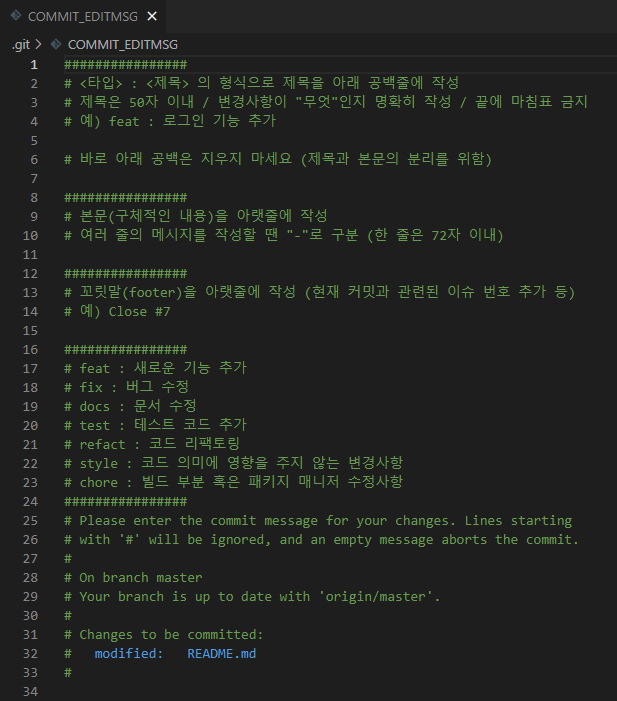 COMMIT_EDITMSG ×
.git > COMMIT_EDITMSG
1 ################
2 # <타입> : <제목> 의 형식으로 제목을 아래 공백줄에 작성
3 # 제목은 50자 이내 / 변경사항이 "무엇"인지 명확히 작성 / 끝에 마침표 금지
4 # 예) feat : 로그인 기능 추가
5
6 # 바로 아래 공백은 지우지 마세요 (제목과 본문의 분리를 위함)
7
8 ################
9 # 본문(구체적인 내용)을 아랫줄에 작성
10 # 여러 줄의 메시지를 작성할 땐 "-"로 구분 (한 줄은 72자 이내)
11
12 ################
13 # 꼬릿말(footer)을 아랫줄에 작성 (현재 커밋과 관련된 이슈 번호 추가 등)
14 # 예) Close #7
15
16 ################
17 # feat : 새로운 기능 추가
18 # fix : 버그 수정
19 # docs : 문서 수정
20 # test : 테스트 코드 추가
21 # refact : 코드 리팩토링
22 # style : 코드 의미에 영향을 주지 않는 변경사항
23 # chore : 빌드 부분 혹은 패키지 매니저 수정사항
24 ################
25 # Please enter the commit message for your changes. Lines starting
26 # with '#' will be ignored, and an empty message aborts the commit.
27 #
28 # On branch master
29 # Your branch is up to date with 'origin/master'.
30 #
31 # Changes to be committed:
32 #   modified:   README.md
33 #
34